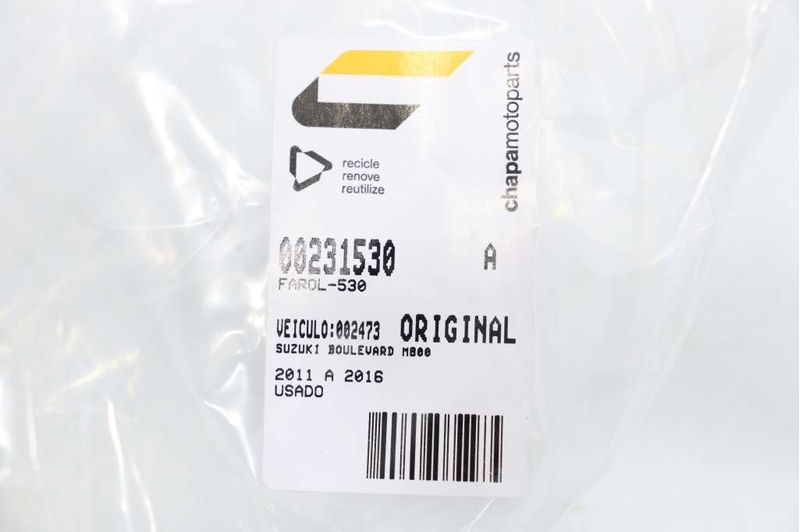 chapamotoparts
recicle
renove
reutilize
00231530 A
FAROL-530
VEICULO:002473 ORIGINAL
SUZUKI BOULEVARD M800
2011 A 2016
USADO